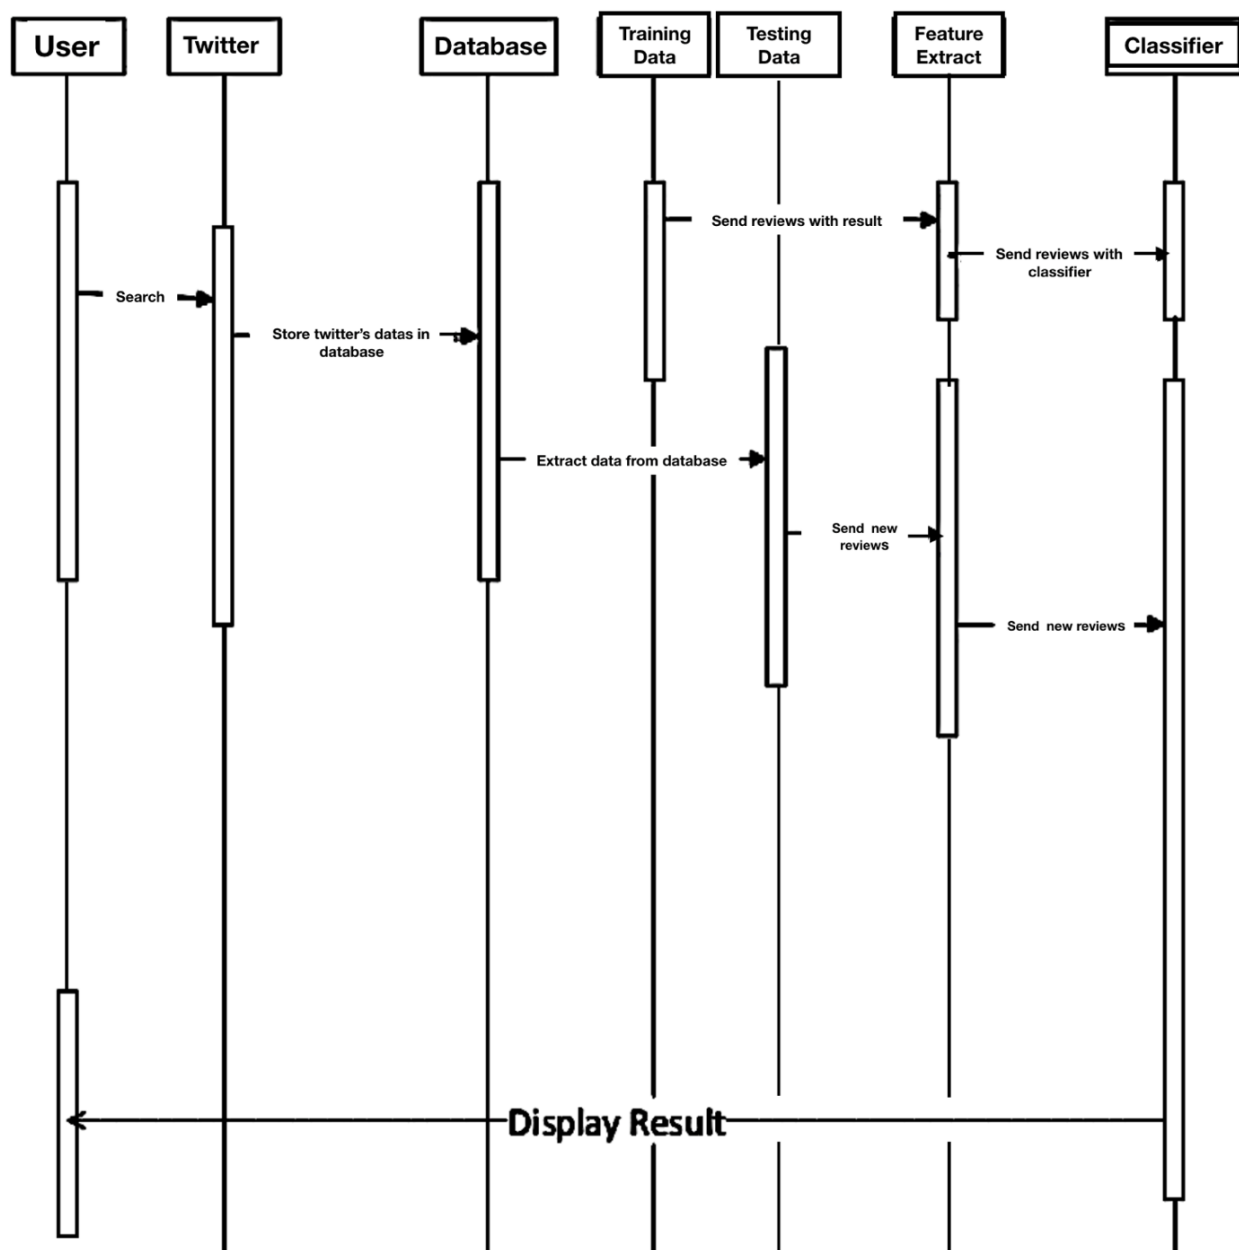 User
Twitter
Database
Training
Data
Testing
Data
Feature
Extract
Classifier
Send reviews with result
Send reviews with
classifier
Search
Store twitter's datas in
database
Extract data from database
Send new
reviews
Send new reviews
Display Result